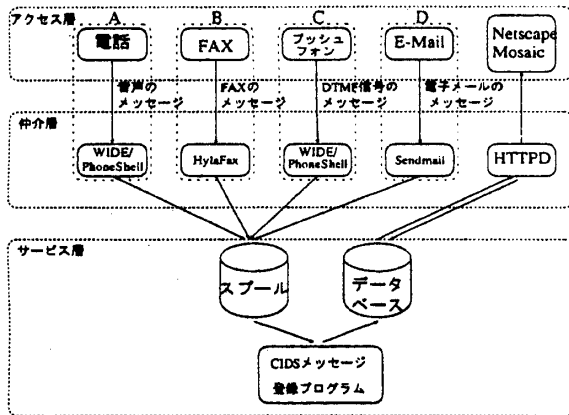 アクセス層
A
B
C
D
電話
FAX
プッシュ
フォン
E-Mail
Netscape
Mosaic
音声の
メッセージ
FAXの
メッセージ
DTMF信号の
メッセージ
電子メールの
メッセージ
仲介層
WIDE/
PhoneShell
HylaFax
WIDE/
PhoneShell
Sendmail
HTTPD
サービス層
スプール
データ
ベース
CIDSメッセージ
登録プログラム